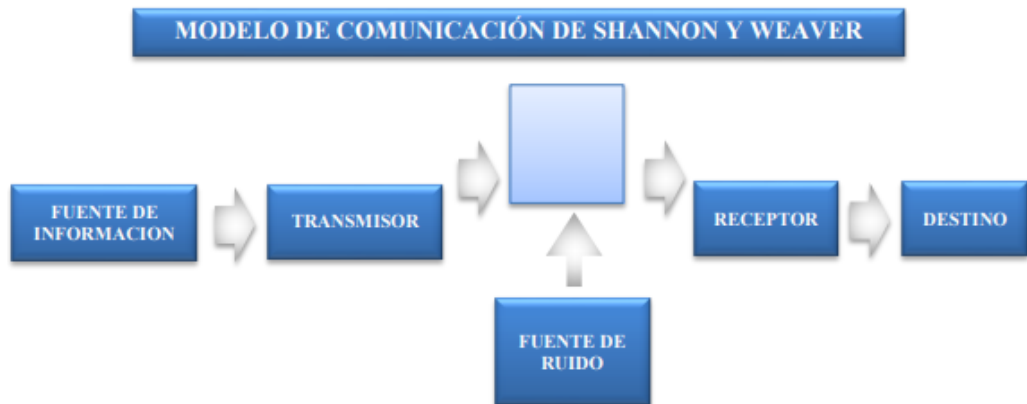 MODELO DE COMUNICACIÓN DE SHANNON Y WEAVER
FUENTE DE
INFORMACION
TRANSMISOR
RECEPTOR
DESTINO
FUENTE DE
RUIDO